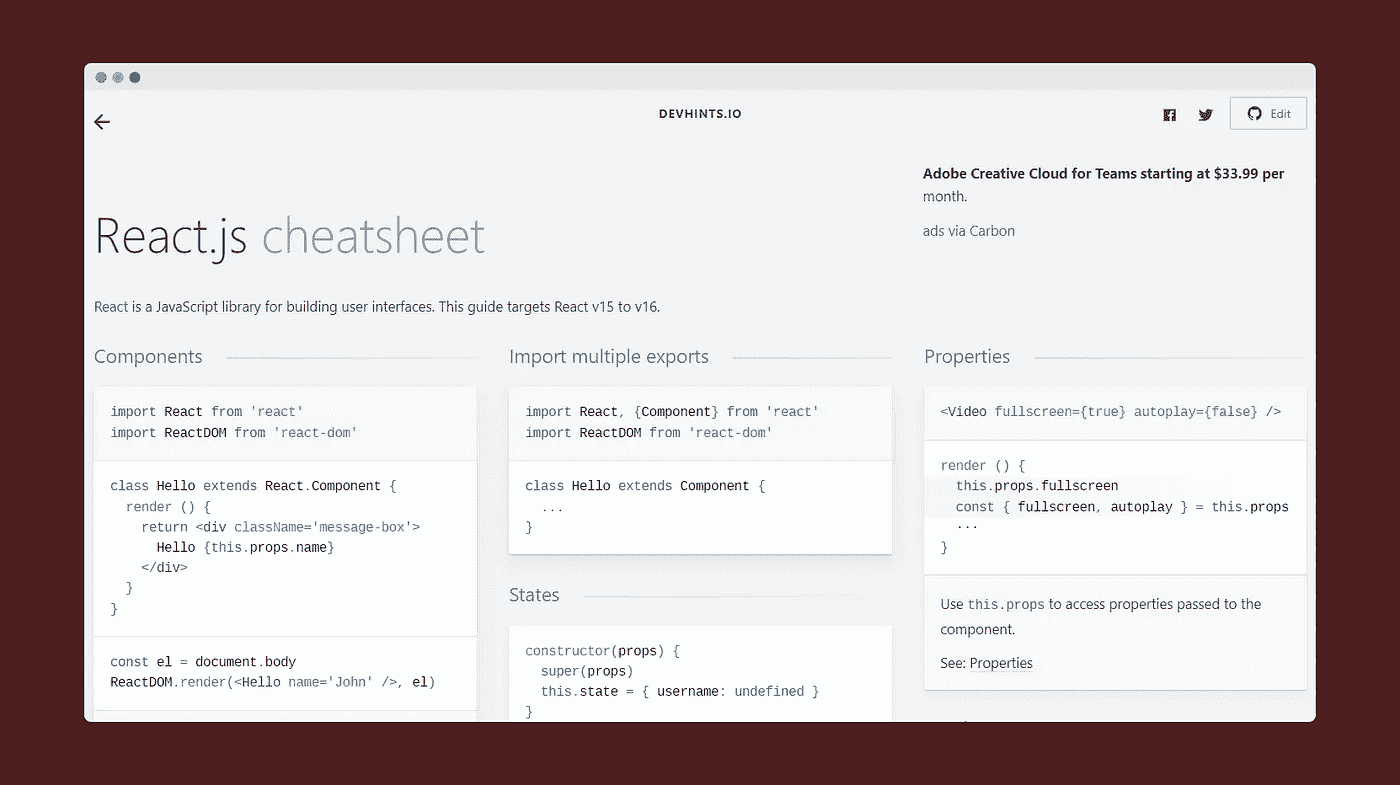 DEVHINTS.IO
Edit
Adobe Creative Cloud for Teams starting at $33.99 per
month.
ads via Carbon
React.js cheatsheet
React is a JavaScript library for building user interfaces. This guide targets React v15 to v16.
Components
import React from 'react'
import ReactDOM from 'react-dom'
class Hello extends React.Component {
render () {
return <div className='message-box'>
Hello {this.props.name}
</div>
}
}
const el = document.body
ReactDOM.render(<Hello name='John' />, el)
Import multiple exports
import React, {Component} from 'react'
import ReactDOM from 'react-dom'
class Hello extends Component {
...
}
States
constructor(props) {
super(props)
this.state = { username: undefined }
}
Properties
<Video fullscreen={true} autoplay={false} />
render () {
this.props.fullscreen
const { fullscreen, autoplay } = this.props
...
}
Use this.props to access properties passed to the
component.
See: Properties